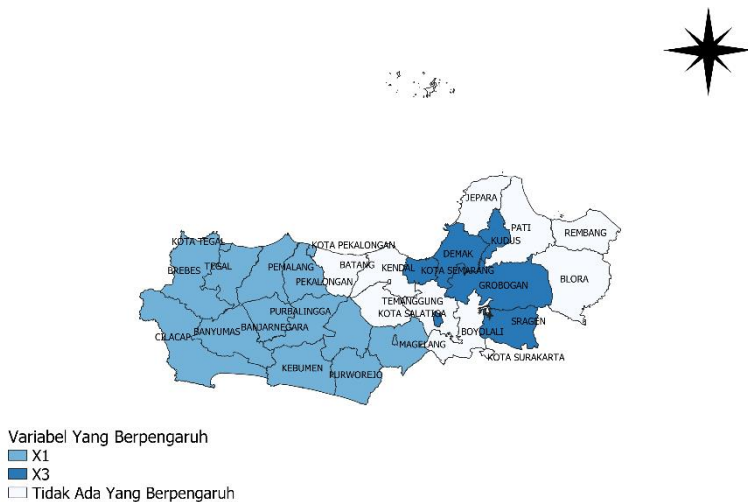 JEPARA
PATI
REMBANG
KOTA TEGAL
KOTA PEKALONGAN
KUDUS
DEMAK
BREBES
TEGAL
PEMALANG
BATANG
KENDAL
KOTA SEMARANG
BLORA
PEKALONGAN
GROBOGAN
TEMANGGUNG
PURBALINGGA
KOTA SALATIGA
SRAGEN
CILACAP
BANYUMAS
BANJARNEGARA
BOYOLALI
MAGELANG
KOTA SURAKARTA
KEBUMEN
PURWOREJO
Variabel Yang Berpengaruh
X1
X3
Tidak Ada Yang Berpengaruh